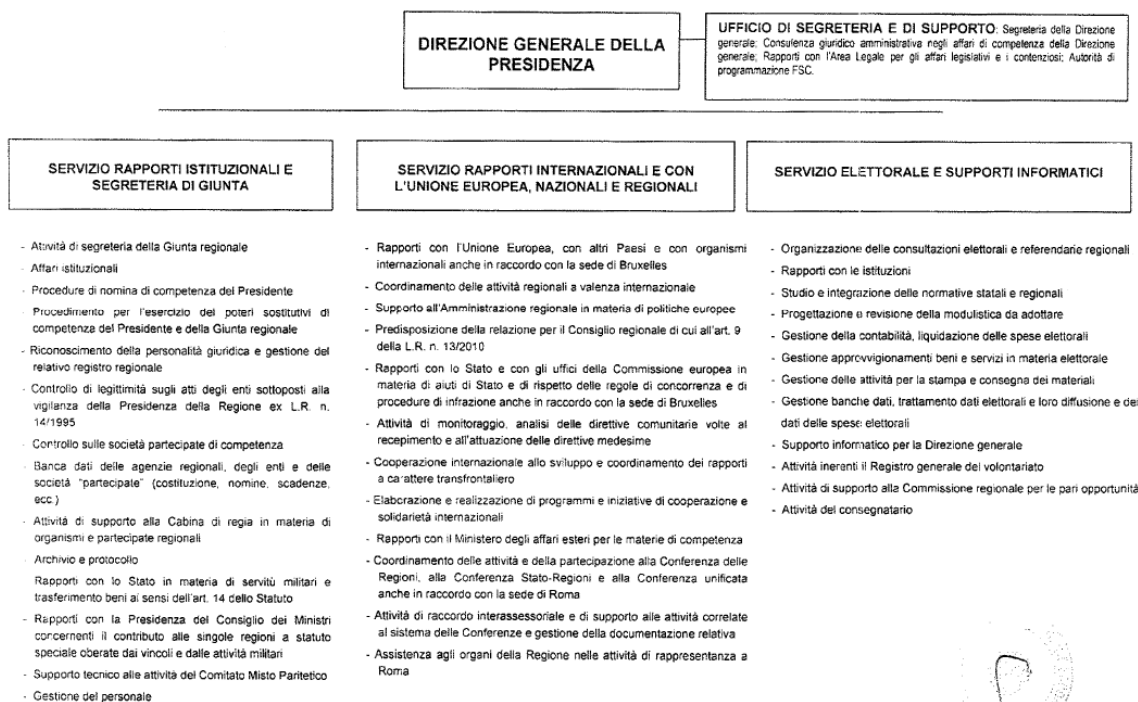 DIREZIONE GENERALE DELLA
PRESIDENZA
UFFICIO DI SEGRETERIA E DI SUPPORTO: Segreteria della Direzione
generale; Consulenza giuridico amministrativa negli affari di competenza della Direzione
generale; Rapporti con l'Area Legale per gli affari legislativi e i contenziosi; Autorità di
programmazione FSC.
SERVIZIO RAPPORTI ISTITUZIONALI E
SEGRETERIA DI GIUNTA
- Attività di segreteria della Giunta regionale
- Affari istituzionali
- Procedure di nomina di competenza del Presidente
- Procedimento per l'esercizio dei poteri sostitutivi di
competenza del Presidente e della Giunta regionale
- Riconoscimento della personalità giuridica e gestione del
relativo registro regionale
- Controllo di legittimità sugli atti degli enti sottoposti alla
vigilanza della Presidenza della Regione ex L.R. n.
14/1995
- Controllo sulle società partecipate di competenza
- Banca dati delle agenzie regionali, degli enti e delle
società "partecipate" (costituzione, nomine, scadenze,
ecc.)
- Attività di supporto alla Cabina di regia in materia di
organismi e partecipate regionali
- Archivio e protocollo
Rapporti con lo Stato in materia di servitù militari e
trasferimento beni ai sensi dell'art. 14 dello Statuto
- Rapporti con la Presidenza del Consiglio dei Ministri
concernenti il contributo alle singole regioni a statuto
speciale oberate dai vincoli e dalle attività militari
- Supporto tecnico alle attività del Comitato Misto Paritetico
- Gestione del personale
SERVIZIO RAPPORTI INTERNAZIONALI E CON
L'UNIONE EUROPEA, NAZIONALI E REGIONALI
- Rapporti con l'Unione Europea, con altri Paesi e con organismi
internazionali anche in raccordo con la sede di Bruxelles
- Coordinamento delle attività regionali a valenza internazionale
- Supporto all'Amministrazione regionale in materia di politiche europee
- Predisposizione della relazione per il Consiglio regionale di cui all'art. 9
della L.R. n. 13/2010
- Rapporti con lo Stato e con gli uffici della Commissione europea in
materia di aiuti di Stato e di rispetto delle regole di concorrenza e di
procedure di infrazione anche in raccordo con la sede di Bruxelles
- Attività di monitoraggio, analisi delle direttive comunitarie volte al
recepimento e all'attuazione delle direttive medesime
- Cooperazione internazionale allo sviluppo e coordinamento dei rapporti
a carattere transfrontaliero
- Elaborazione e realizzazione di programmi e iniziative di cooperazione e
solidarietà internazionali
- Rapporti con il Ministero degli affari esteri per le materie di competenza
- Coordinamento delle attività e della partecipazione alla Conferenza delle
Regioni, alla Conferenza Stato-Regioni e alla Conferenza unificata
anche in raccordo con la sede di Roma
- Attività di raccordo interassessoriale e di supporto alle attività correlate
al sistema delle Conferenze e gestione della documentazione relativa
- Assistenza agli organi della Regione nelle attività di rappresentanza a
Roma
SERVIZIO ELETTORALE E SUPPORTI INFORMATICI
- Organizzazione delle consultazioni elettorali e referendarie regionali
- Rapporti con le istituzioni
- Studio e integrazione delle normative statali e regionali
- Progettazione e revisione della modulistica da adottare
- Gestione della contabilità, liquidazione delle spese elettorali
- Gestione approvvigionamenti beni e servizi in materia elettorale
- Gestione delle attività per la stampa e consegna dei materiali
- Gestione banche dati, trattamento dati elettorali e loro diffusione e dei
dati delle spese elettorali
- Supporto informatico per la Direzione generale
- Attività inerenti il Registro generale del volontariato
- Attività di supporto alla Commissione regionale per le pari opportunità
- Attività del consegnatario